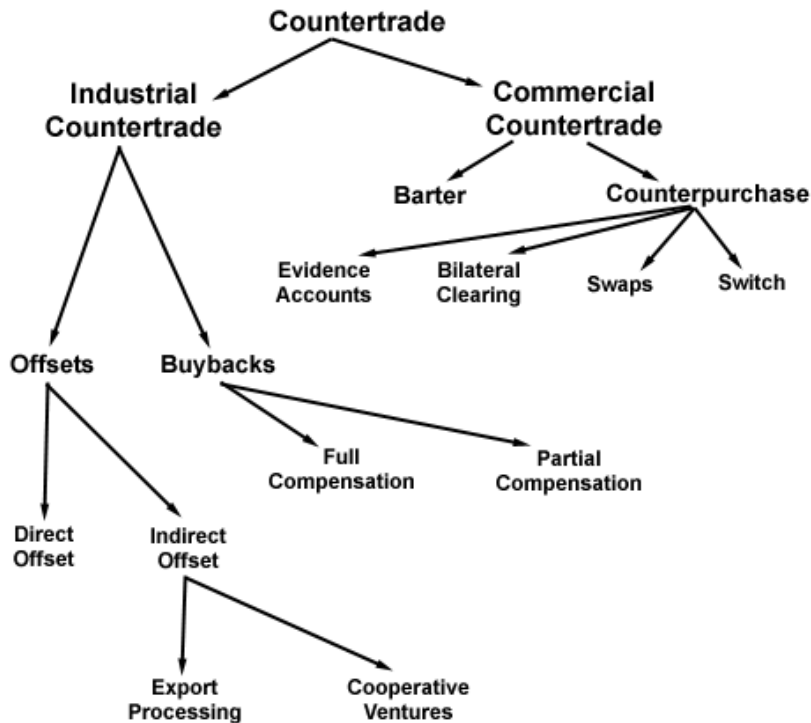 Countertrade
Industrial
Countertrade
Commercial
Countertrade
Barter
Counterpurchase
Evidence
Accounts
Bilateral
Clearing
Swaps
Switch
Offsets
Buybacks
Full
Compensation
Partial
Compensation
Direct
Offset
Indirect
Offset
Export
Processing
Cooperative
Ventures